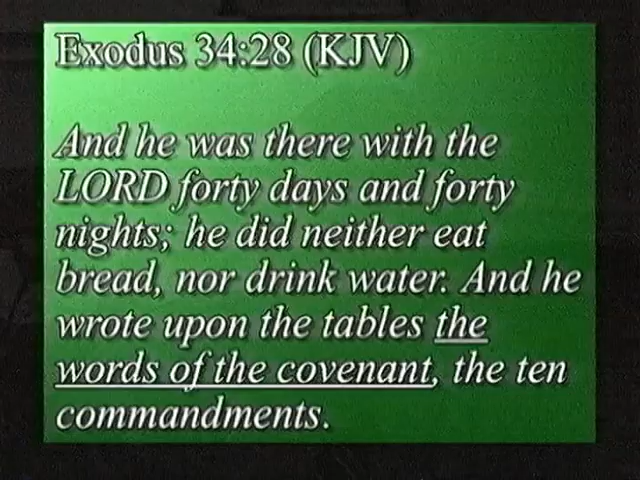 Exodus 34:28 (KJV)
And he was there with the
LORD forty days and forty
nights; he did neither eat
bread, nor drink water. And he
wrote upon the tables the
words of the covenant, the ten
commandments.